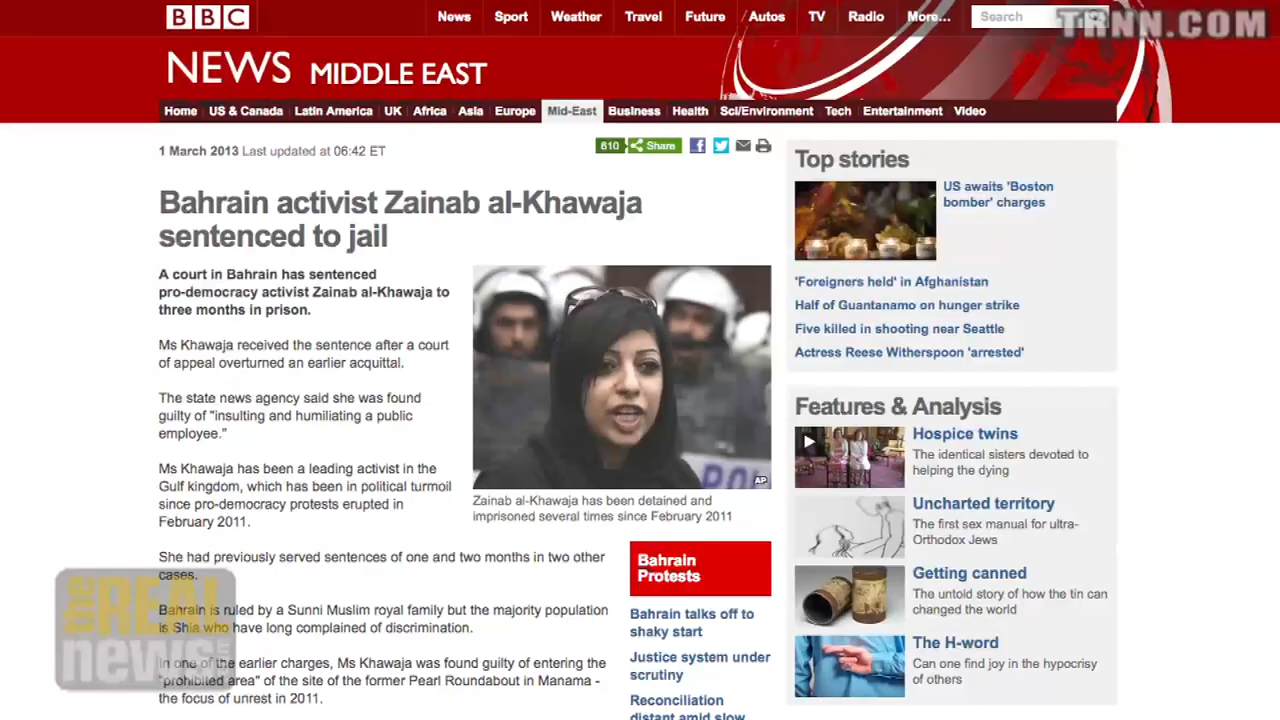 BBC
News
Sport
Weather
Travel
Future
Autos
TV
Radio
More...
Search
TRNN.COM
NEWS MIDDLE EAST
Home
US & Canada
Latin America
UK
Africa
Asia
Europe
Mid-East
Business
Health
Sci/Environment
Tech
Entertainment
Video
1 March 2013 Last updated at 06:42 ET
610
Share
Bahrain activist Zainab al-Khawaja
sentenced to jail
A court in Bahrain has sentenced
pro-democracy activist Zainab al-Khawaja to
three months in prison.
Ms Khawaja received the sentence after a court
of appeal overturned an earlier acquittal.
The state news agency said she was found
guilty of "insulting and humiliating a public
employee."
Ms Khawaja has been a leading activist in the
Gulf kingdom, which has been in political turmoil
since pro-democracy protests erupted in
February 2011.
AP
Zainab al-Khawaja has been detained and
imprisoned several times since February 2011
She had previously served sentences of one and two months in two other
cases.
Bahrain is ruled by a Sunni Muslim royal family but the majority population
is Shia who have long complained of discrimination.
In one of the earlier charges, Ms Khawaja was found guilty of entering the
"prohibited area" of the site of the former Pearl Roundabout in Manama -
the focus of unrest in 2011.
the REAL
news
Bahrain
Protests
Bahrain talks off to
shaky start
Justice system under
scrutiny
Reconciliation
distant amid slow
Top stories
US awaits 'Boston
bomber' charges
'Foreigners held' in Afghanistan
Half of Guantanamo on hunger strike
Five killed in shooting near Seattle
Actress Reese Witherspoon 'arrested'
Features & Analysis
Hospice twins
The identical sisters devoted to
helping the dying
Uncharted territory
The first sex manual for ultra-
Orthodox Jews
Getting canned
The untold story of how the tin can
changed the world
The H-word
Can one find joy in the hypocrisy
of others